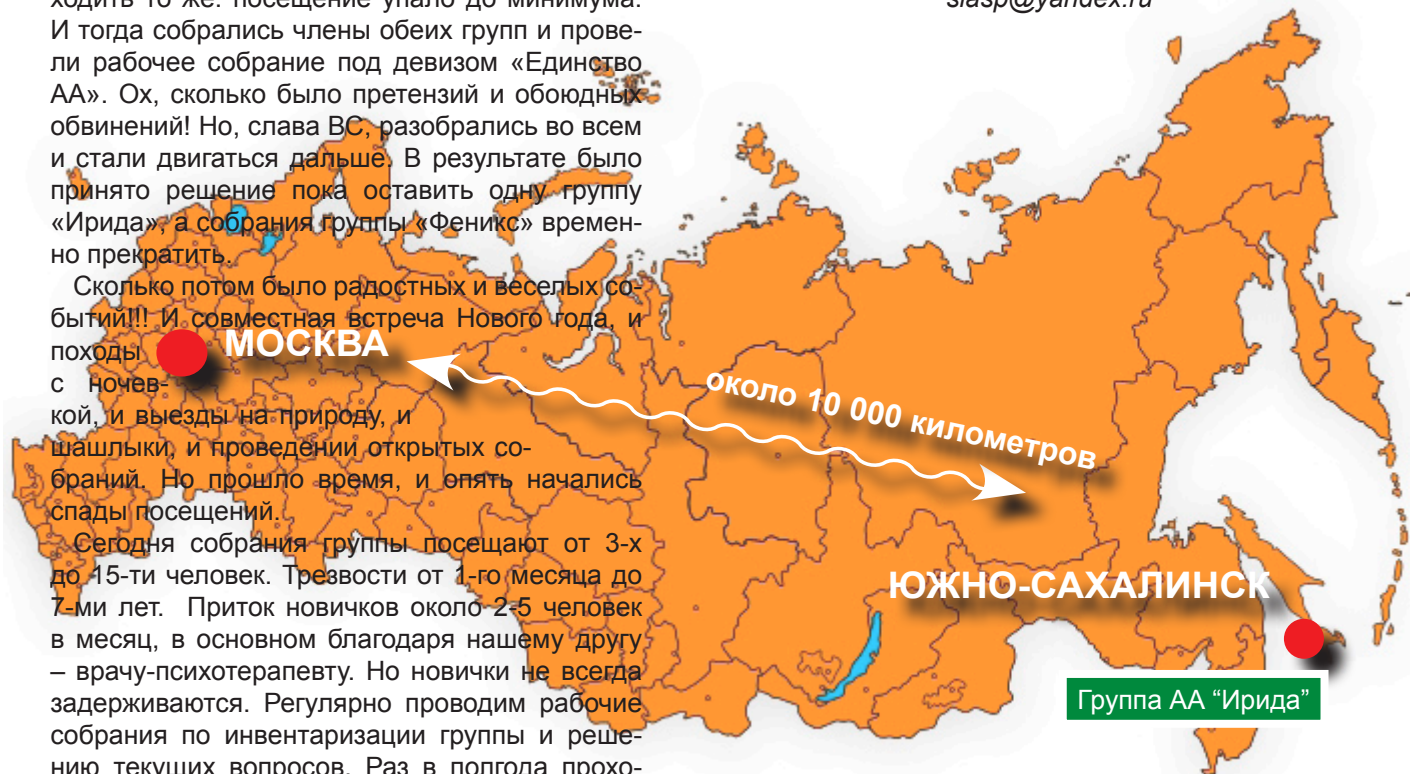 ходить то же: посещение упало до минимума.
И тогда собрались члены обеих групп и прове-
ли рабочее собрание под девизом «Единство
АА». Ох, сколько было претензий и обоюдных
обвинений! Но, слава ВС, разобрались во всем
и стали двигаться дальше. В результате было
принято решение пока оставить одну группу
«Ирида», а собрания группы «Феникс» времен-
но прекратить.
Сколько потом было радостных и веселых со-
бытий!!! И совместная встреча Нового года, и
походы
с ночев-
кой, и выезды на природу, и
шашлыки, и проведении открытых со-
браний. Но прошло время, и опять начались
спады посещений.
Сегодня собрания группы посещают от 3-х
до 15-ти человек. Трезвости от 1-го месяца до
7-ми лет. Приток новичков около 2-5 человек
в месяц, в основном благодаря нашему другу
– врачу-психотерапевту. Но новички не всегда
задерживаются. Регулярно проводим рабочие
собрания по инвентаризации группы и реше-
нию текущих вопросов. Раз в полгода прохо-
slasp@yandex.ru
МОСКВА
около 10 000 километров
ЮЖНО-САХАЛИНСК
Группа АА “Ирида”